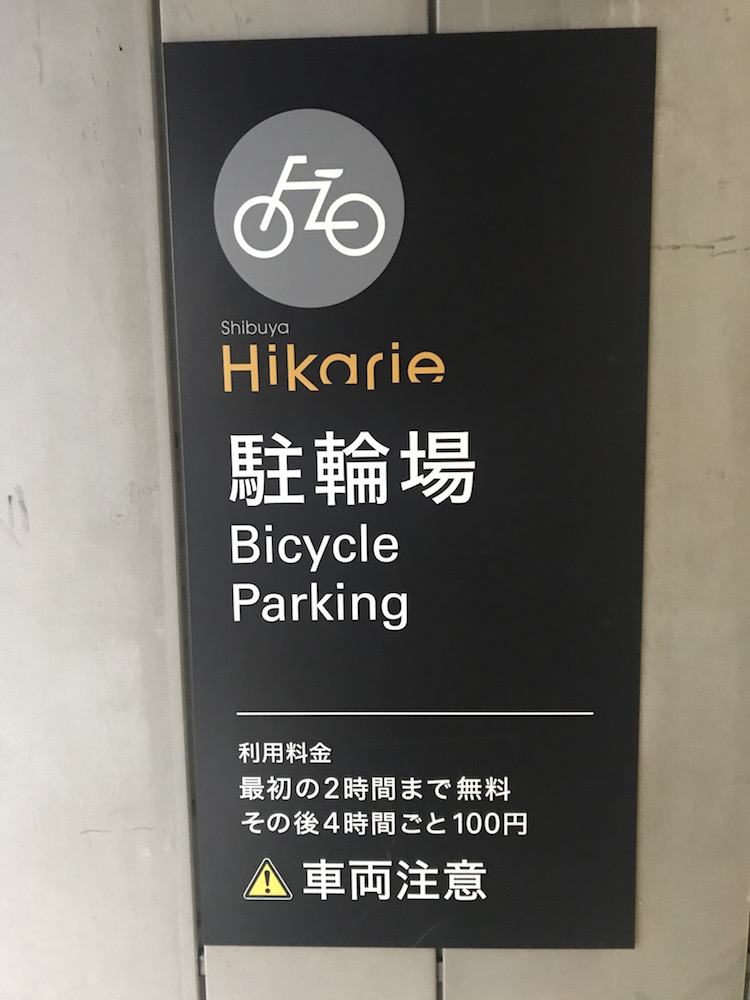 Shibuya
Hikarie
駐輪場
Bicycle
Parking
利用料金
最初の2時間まで無料
その後4時間ごと100円
車両注意